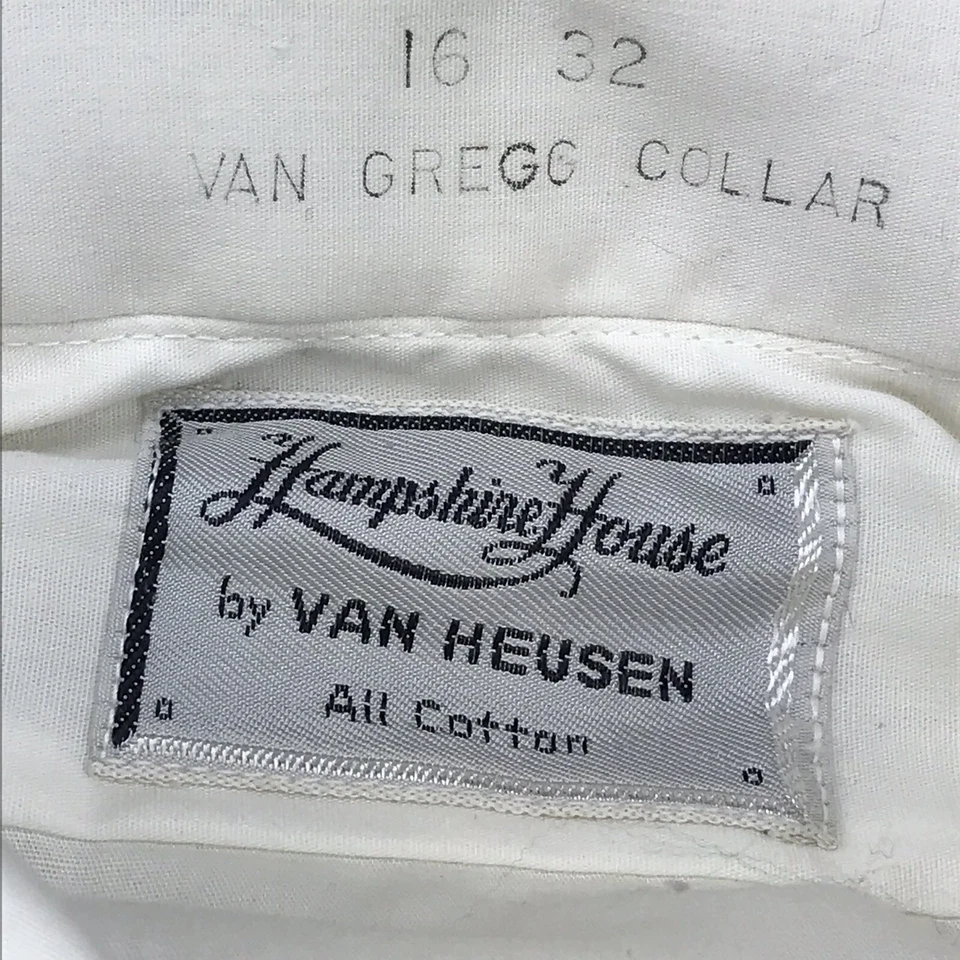 16 32
VAN GREGG COLLAR
Hampshire House
by VAN HEUSEN
All Cotton